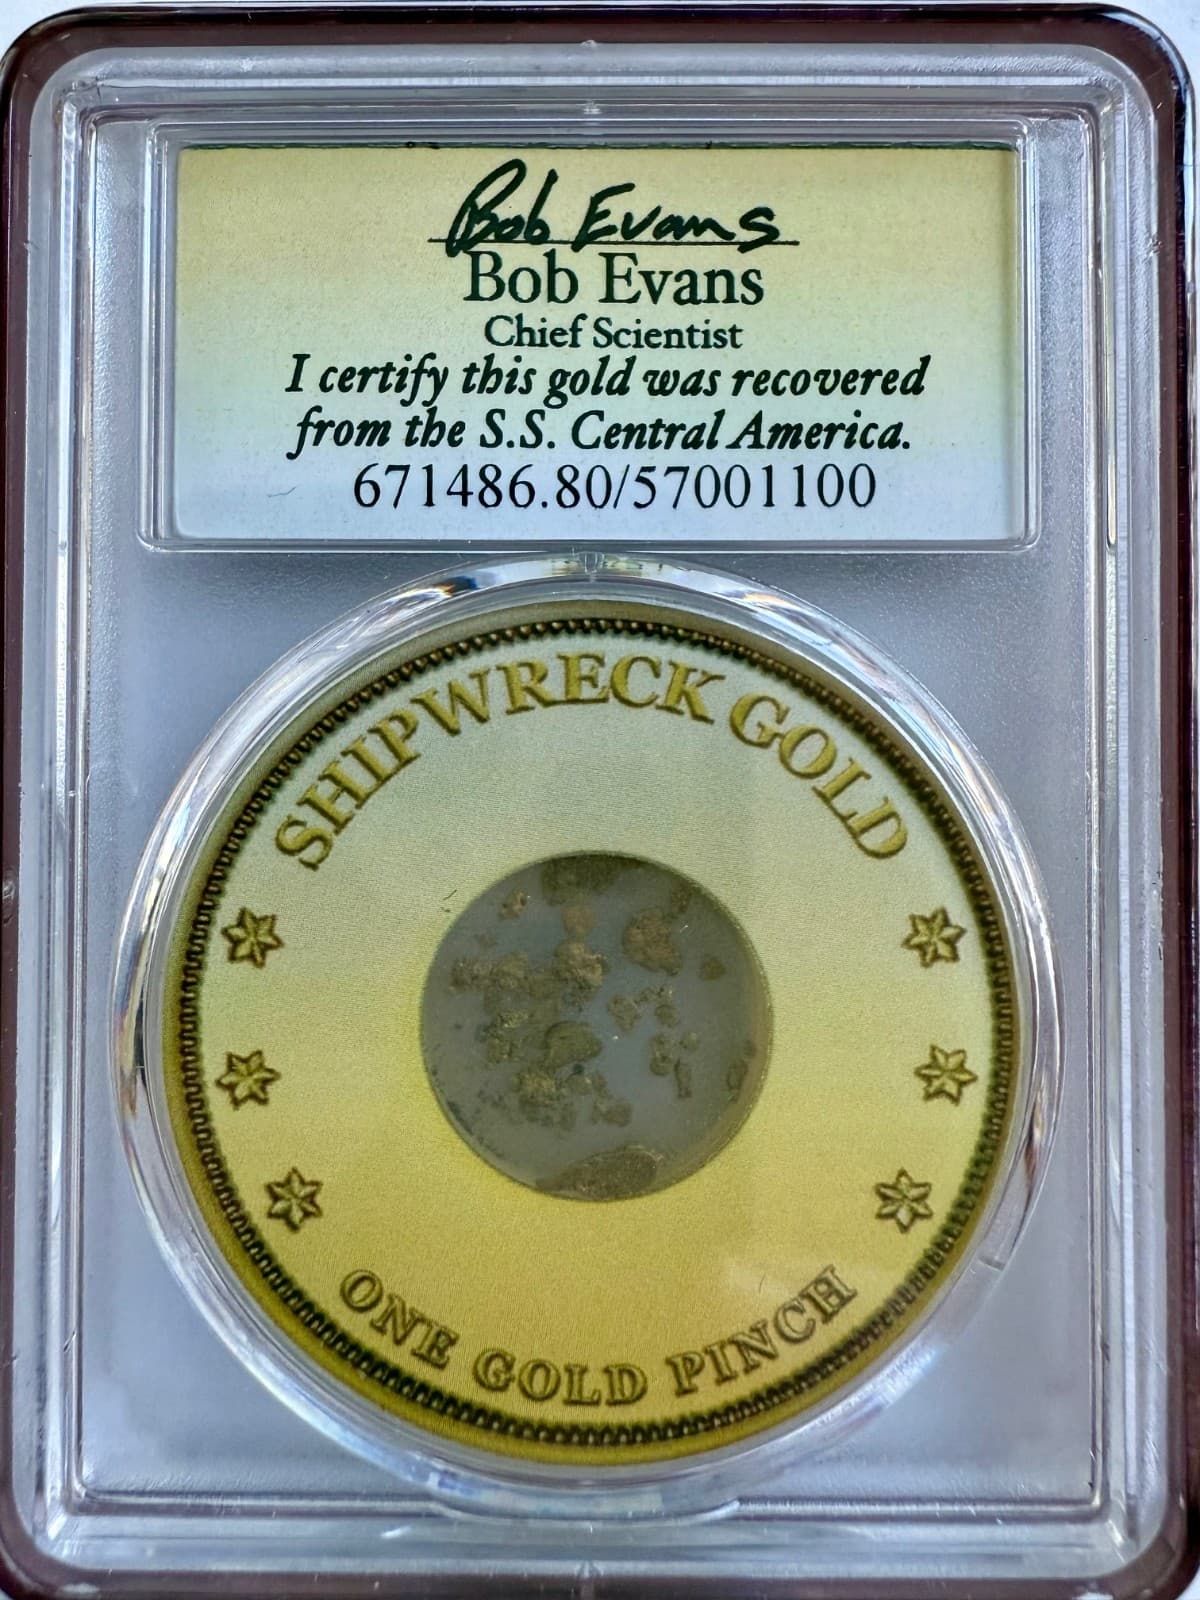 Bob Evans
Bob Evans
Chief Scientist
I certify this gold was recovered
from the S.S. Central America.
671486.80/57001100
SHIPWRECK GOLD
ONE GOLD PINCH